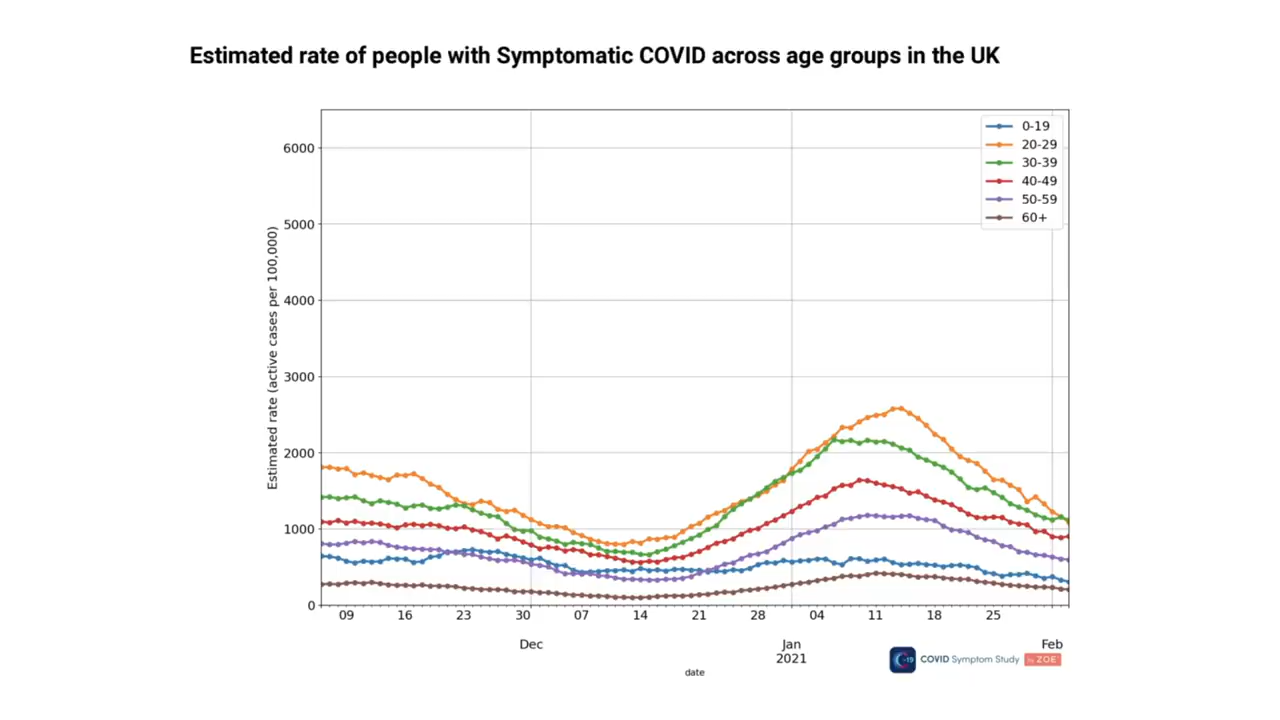 Estimated rate of people with Symptomatic COVID across age groups in the UK
0-19
20-29
30-39
40-49
50-59
60+
6000
5000
4000
3000
2000
1000
0
Estimated rate (active cases per 100,000)
09 16 23 30 07 14 21 28 04 11 18 25
Dec Jan Feb
2021
date
C-19 COVID Symptom Study by ZOE